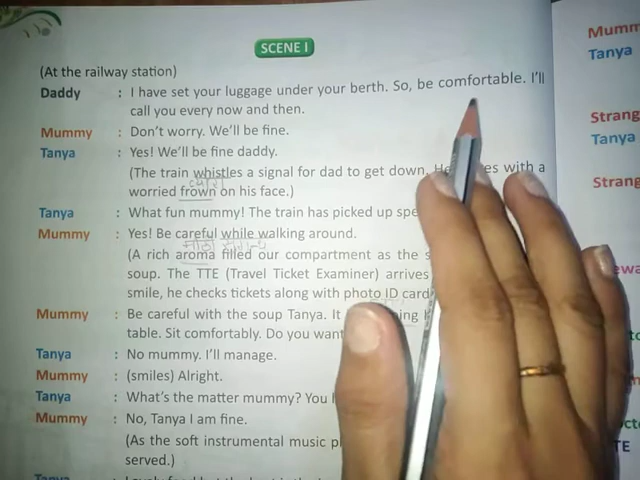 SCENE I
(At the railway station)
Daddy : I have set your luggage under your berth. So, be comfortable. I'll
call you every now and then.
Mummy : Don't worry. We'll be fine.
Tanya : Yes! We'll be fine daddy.
(The train whistles a signal for dad to get down. with a
worried frown on his face.)
Tanya : What fun mummy! The train has picked up
Mummy : Yes! Be careful while walking around.
(A rich aroma filled our compartment as the
soup. The TTE (Travel Ticket Examiner) arrives
smile, he checks tickets along with photo ID
Mummy : Be careful with the soup Tanya. It
table. Sit comfortably. Do you want
Tanya : No mummy. I'll manage.
Mummy : (smiles) Alright.
Tanya : What's the matter mummy? You
Mummy : No, Tanya I am fine.
(As the soft instrumental music
served.)
Mumm
Tanya
Strang
Tanya
Strang
TE